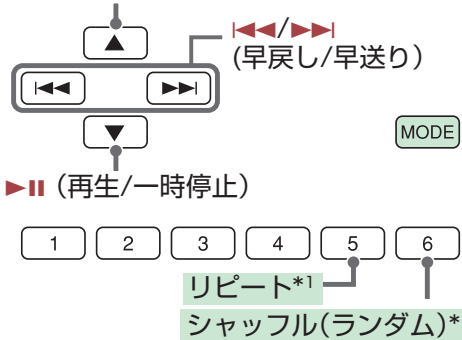 ⏮/⏭
(早戻し/早送り)
MODE
►II (再生/一時停止)
1 2 3 4 5 6
リピート*1
シャッフル(ランダム)*